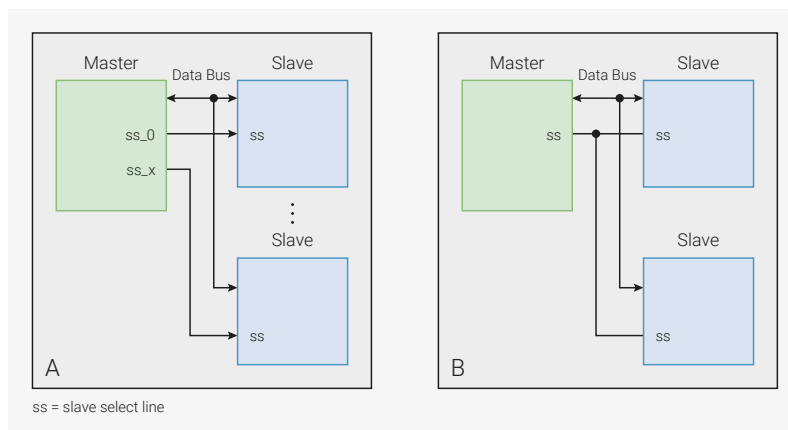 Master
Data Bus
Slave
ss_0
ss
ss_x
Slave
ss
A
Master
Data Bus
Slave
ss
ss
Slave
ss
B
ss = slave select line